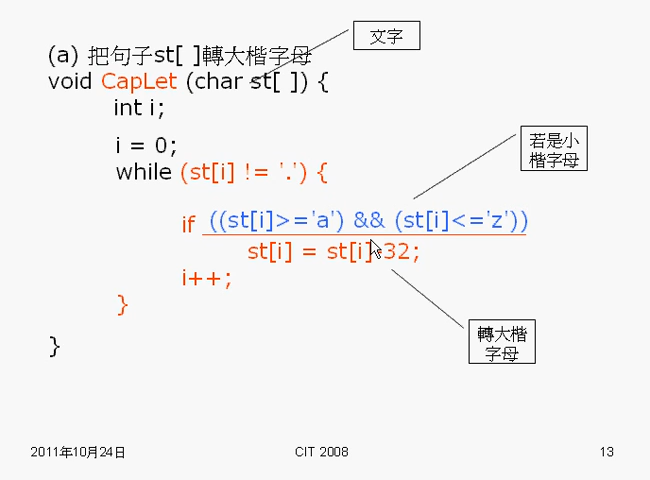 文字
(a) 把句子st[ ]轉大楷字母
void CapLet (char st[ ]) {
int i;
i = 0;
while (st[i] != '.') {
若是小
楷字母
if ((st[i]>='a') && (st[i]<='z'))
st[i] = st[i]-32;
i++;
}
轉大楷
字母
}
2011年10月24日
CIT 2008
13